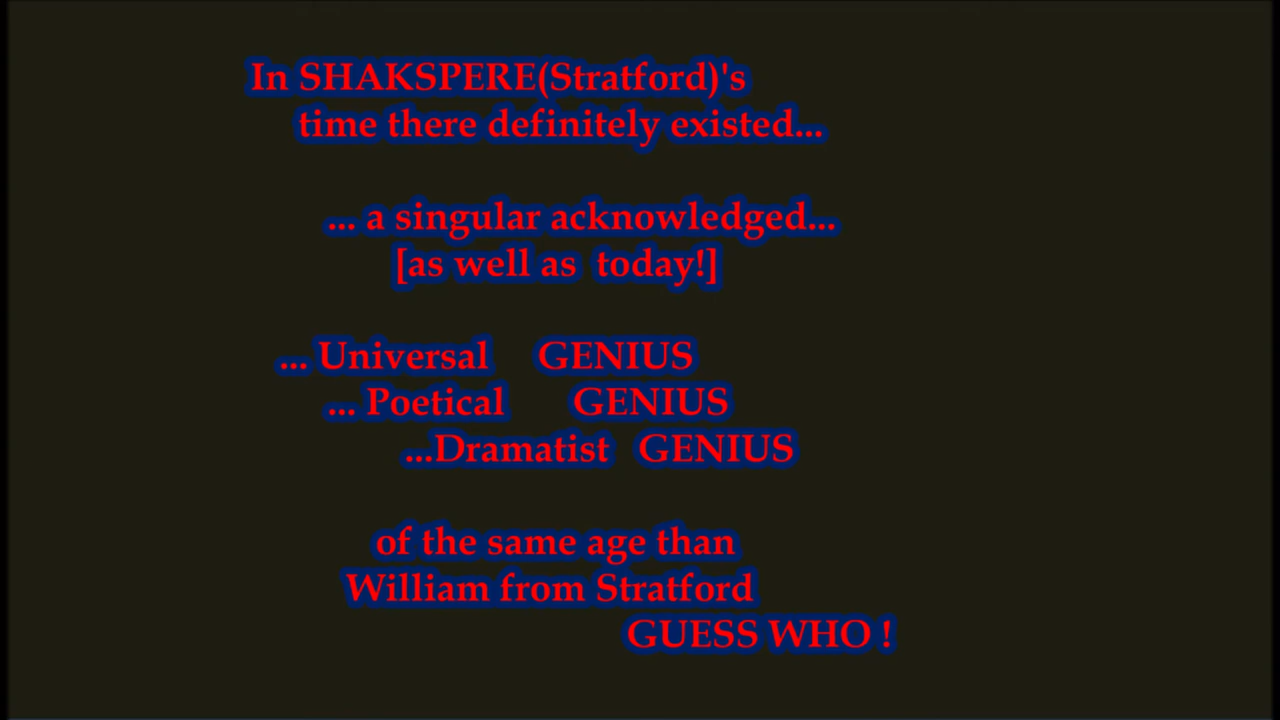 In SHAKSPERE(Stratford)'s
time there definitely existed...
... a singular acknowledged...
[as well as today!]
... Universal GENIUS
... Poetical GENIUS
...Dramatist GENIUS
of the same age than
William from Stratford
GUESS WHO !